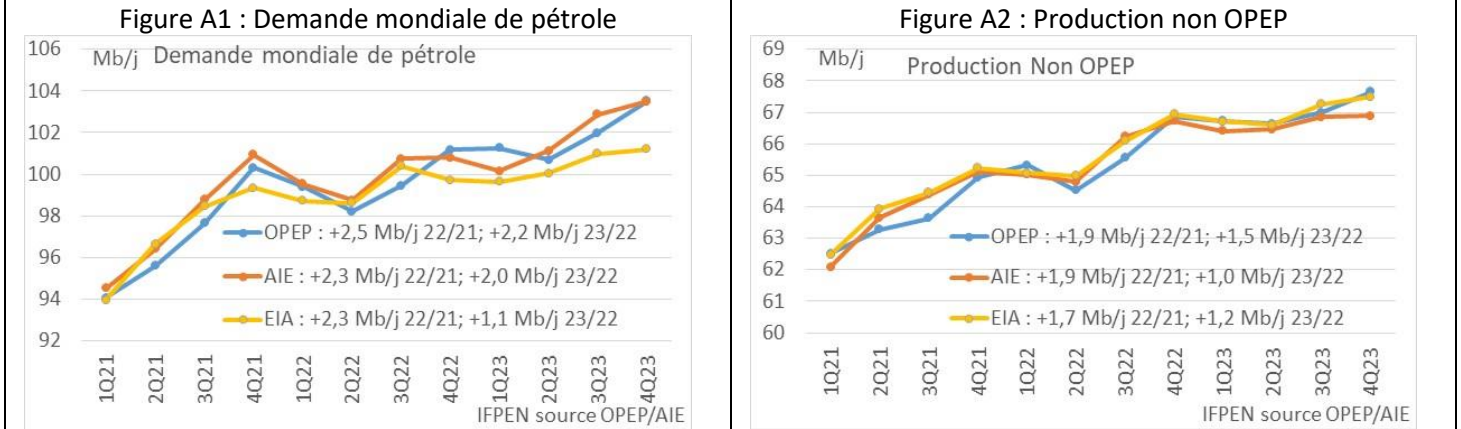 Figure A1 : Demande mondiale de pétrole
Mb/j Demande mondiale de pétrole
106
104
102
100
98
96
94
92
OPEP : +2,5 Mb/j 22/21; +2,2 Mb/j 23/22
AIE : +2,3 Mb/j 22/21; +2,0 Mb/j 23/22
EIA : +2,3 Mb/j 22/21; +1,1 Mb/j 23/22
1Q21
2Q21
3Q21
4Q21
1Q22
2Q22
3Q22
4Q22
1Q23
2Q23
3Q23
4Q23
IFPEN source OPEP/AIE
Figure A2 : Production non OPEP
Mb/j Production Non OPEP
69
68
67
66
65
64
63
62
61
60
OPEP : +1,9 Mb/j 22/21; +1,5 Mb/j 23/22
AIE : +1,9 Mb/j 22/21; +1,0 Mb/j 23/22
EIA : +1,7 Mb/j 22/21; +1,2 Mb/j 23/22
1Q21
2Q21
3Q21
4Q21
1Q22
2Q22
3Q22
4Q22
1Q23
2Q23
3Q23
4Q23
IFPEN source OPEP/AIE